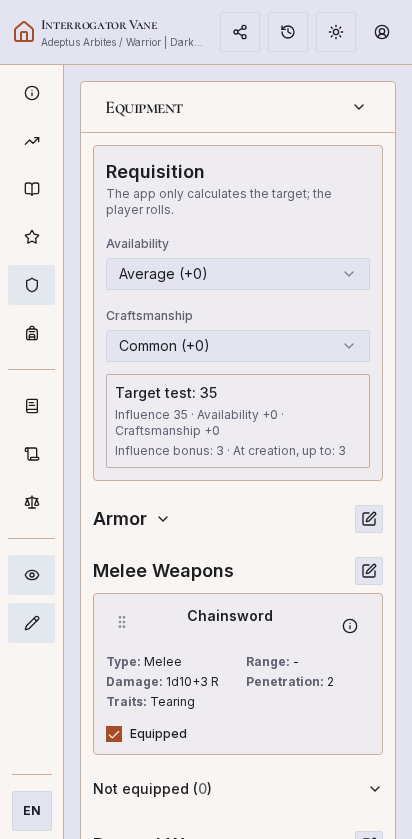 Interrogator Vane
Adeptus Arbites / Warrior | Dark...
Equipment
Requisition
The app only calculates the target; the
player rolls.
Availability
Average (+0)
Craftsmanship
Common (+0)
Target test: 35
Influence 35 · Availability +0 ·
Craftsmanship +0
Influence bonus: 3 · At creation, up to: 3
Armor
Melee Weapons
Chainsword
Type: Melee
Range: -
Damage: 1d10+3 R
Penetration: 2
Traits: Tearing
Equipped
Not equipped (0)
EN